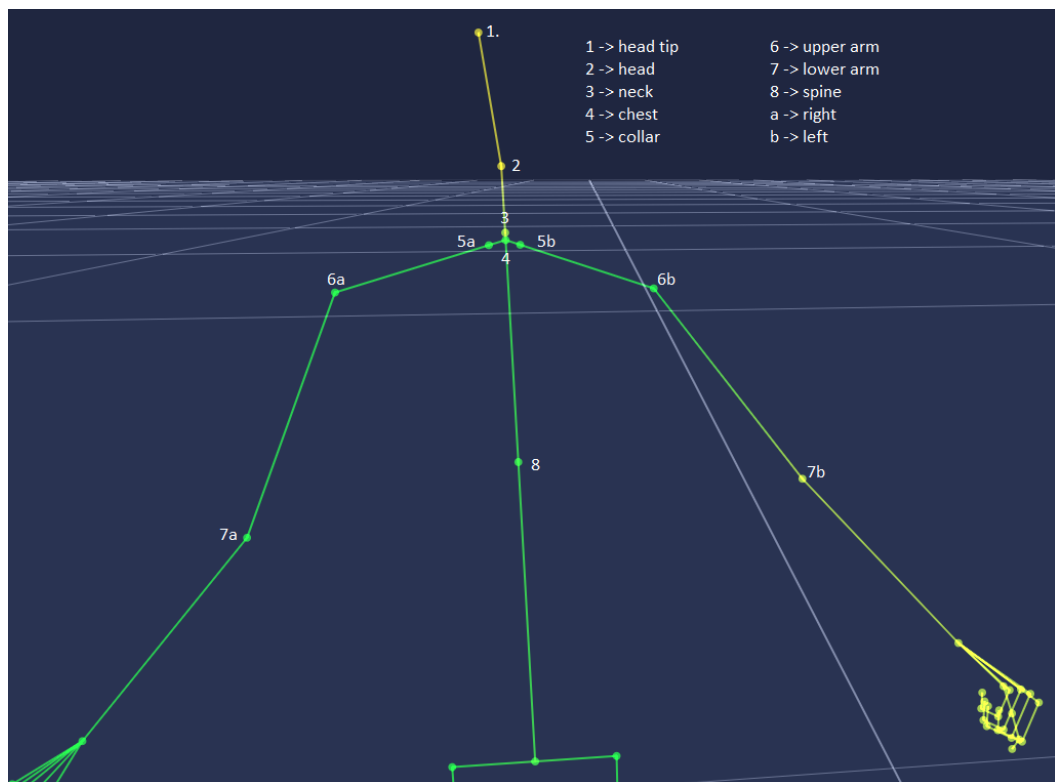 1.
1 -> head tip
2 -> head
3 -> neck
4 -> chest
5 -> collar
6 -> upper arm
7 -> lower arm
8 -> spine
a -> right
b -> left
2
3
5a
5b
4
6a
6b
8
7b
7a